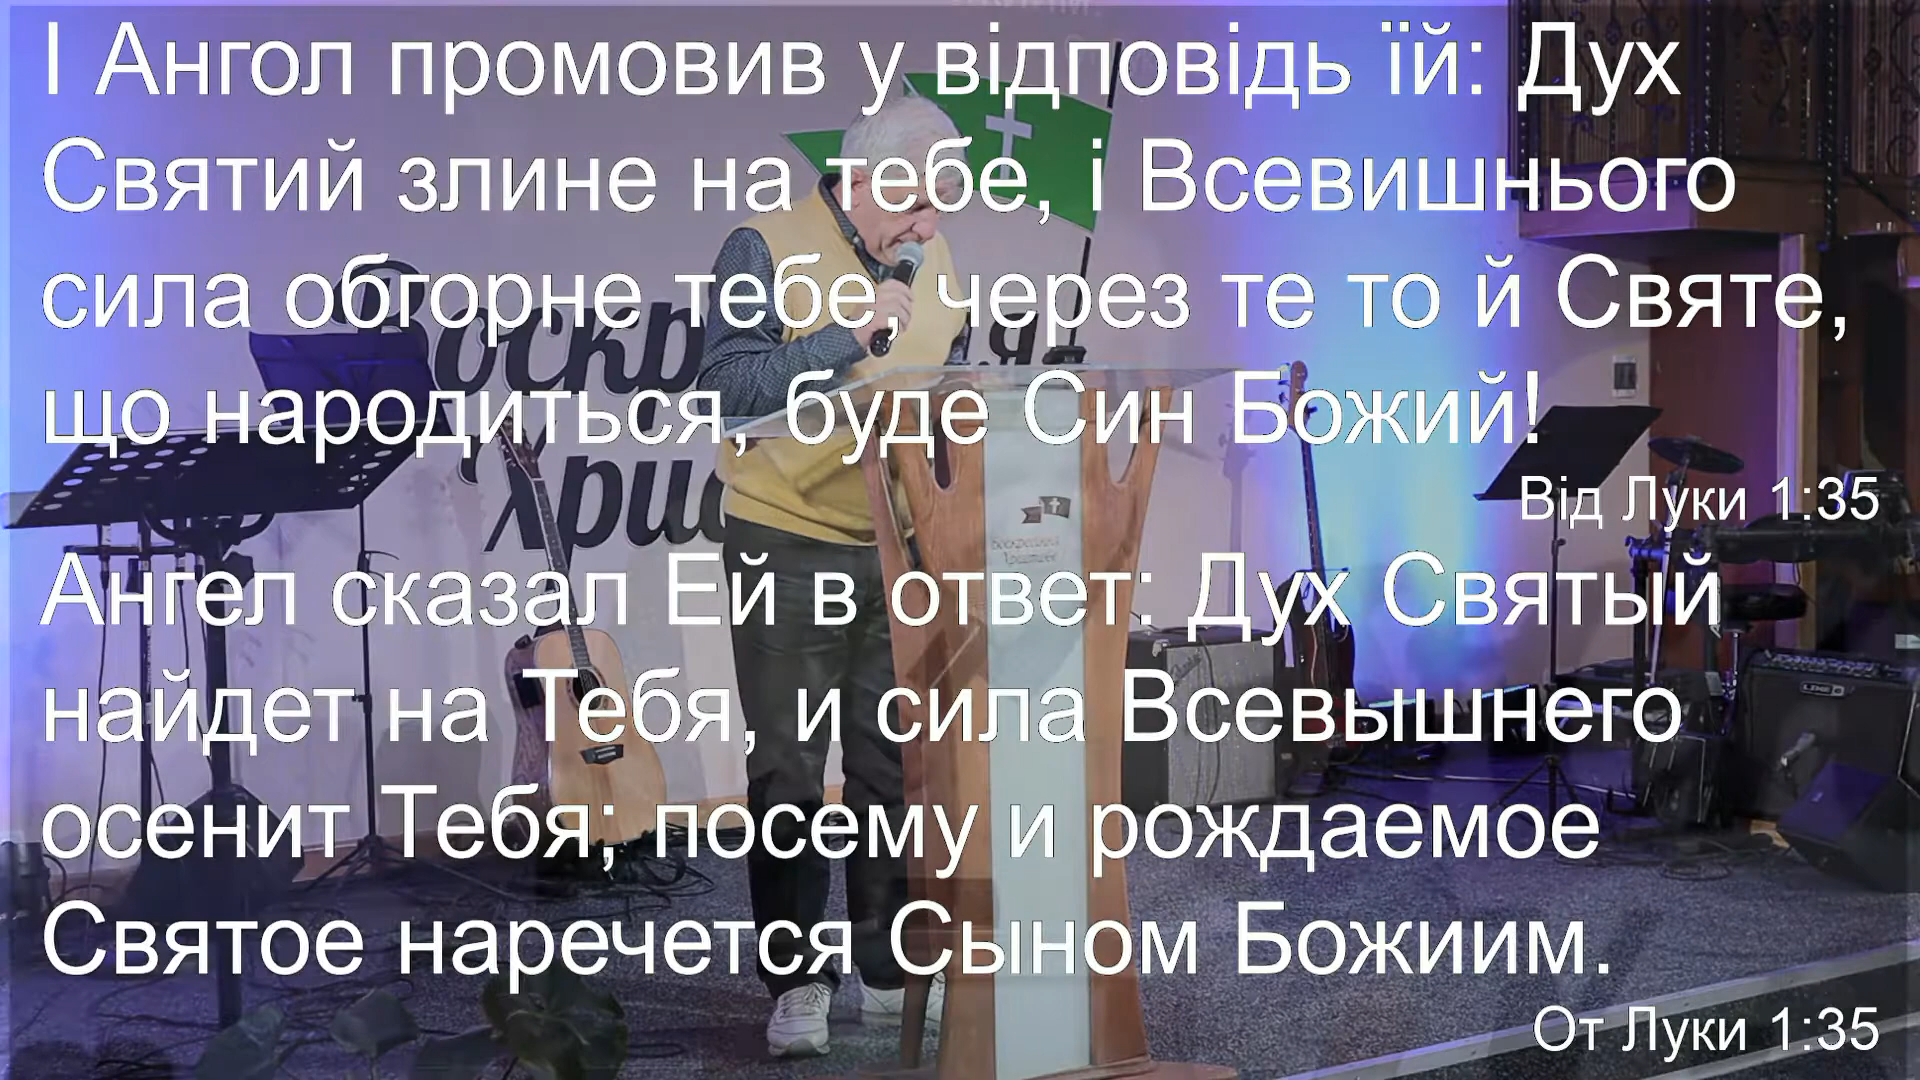 І Ангол промовив у відповідь їй: Дух
Святий злине на тебе, і Всевишнього
сила обгорне тебе, через те то й Святе,
що народиться, буде Син Божий!
Від Луки 1:35
Ангел сказал Ей в ответ: Дух Святый
найдет на Тебя, и сила Всевышнего
осенит Тебя; посему и рождаемое
Святое наречется Сыном Божиим.
От Луки 1:35
LINE 6